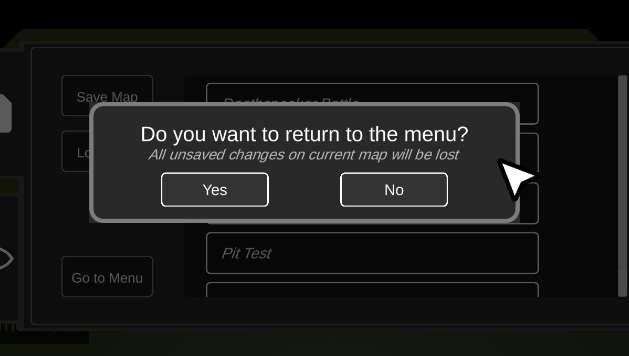 Save Map
Do you want to return to the menu?
All unsaved changes on current map will be lost
Yes
No
Pit Test
Go to Menu